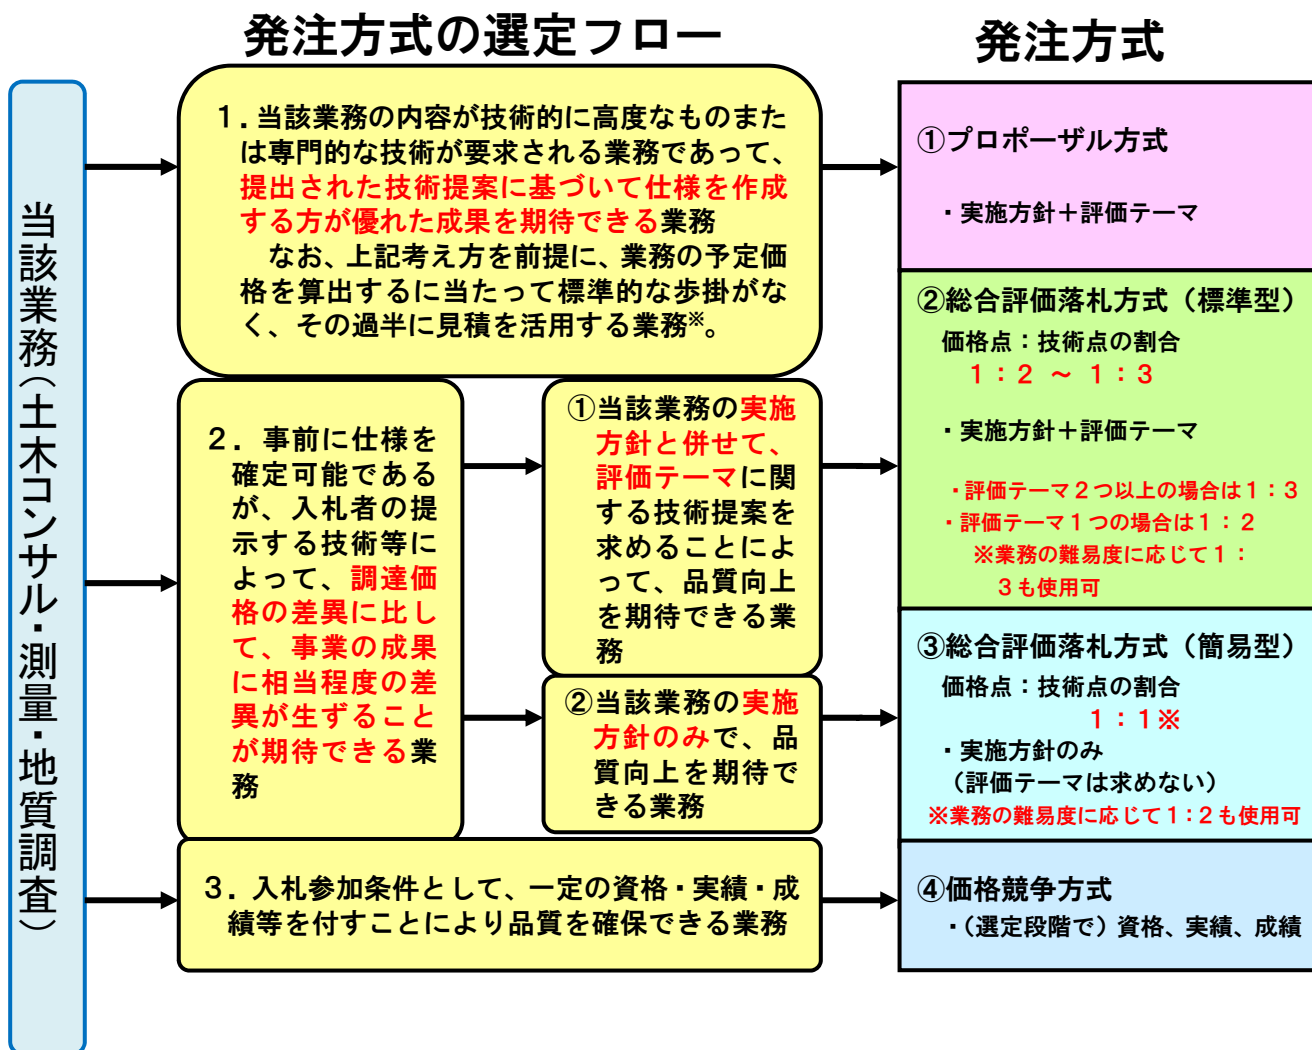 発注方式の選定フロー
発注方式
当該業務（土木コンサル・測量・地質調査）
１．当該業務の内容が技術的に高度なものまた
は専門的な技術が要求される業務であって、
提出された技術提案に基づいて仕様を作成
する方が優れた成果を期待できる業務
なお、上記考え方を前提に、業務の予定価
格を算出するに当たって標準的な歩掛がな
く、その過半に見積を活用する業務※。
２．事前に仕様を
確定可能である
が、入札者の提
示する技術等に
よって、調達価
格の差異に比し
て、事業の成果
に相当程度の差
異が生ずること
が期待できる業
務
①当該業務の実施
方針と併せて、
評価テーマに関
する技術提案を
求めることによ
って、品質向上
を期待できる業
務
②当該業務の実施
方針のみで、品
質向上を期待で
きる業務
３．入札参加条件として、一定の資格・実績・成
績等を付すことにより品質を確保できる業務
①プロポーザル方式
・実施方針＋評価テーマ
②総合評価落札方式（標準型）
価格点：技術点の割合
１：２ ～ １：３
・実施方針＋評価テーマ
・評価テーマ２つ以上の場合は１：３
・評価テーマ１つの場合は１：２
※業務の難易度に応じて１：
３も使用可
③総合評価落札方式（簡易型）
価格点：技術点の割合
１：１※
・実施方針のみ
（評価テーマは求めない）
※業務の難易度に応じて１：２も使用可
④価格競争方式
・（選定段階で）資格、実績、成績